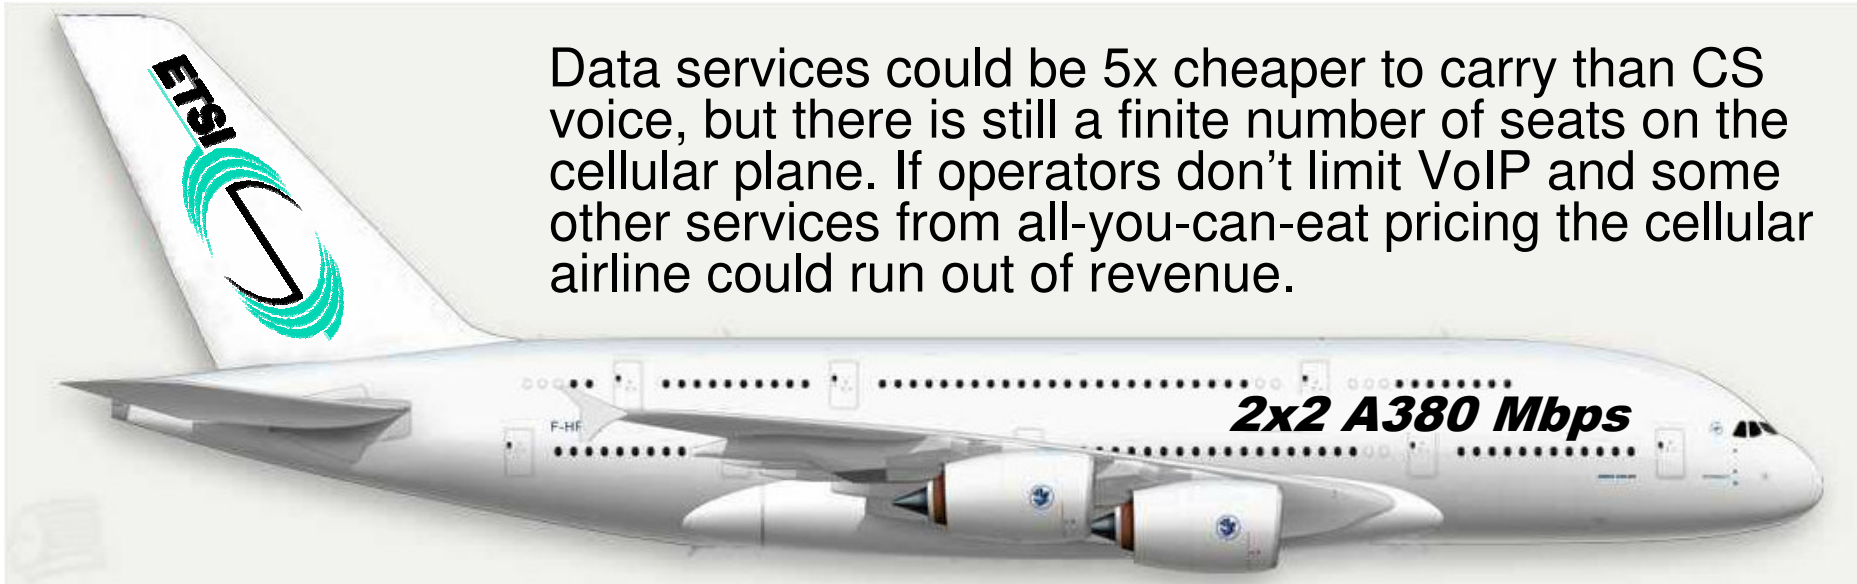 Data services could be 5x cheaper to carry than CS
voice, but there is still a finite number of seats on the
cellular plane. If operators don’t limit VoIP and some
other services from all-you-can-eat pricing the cellular
airline could run out of revenue.
ETSI
2x2 A380 Mbps
F-HF